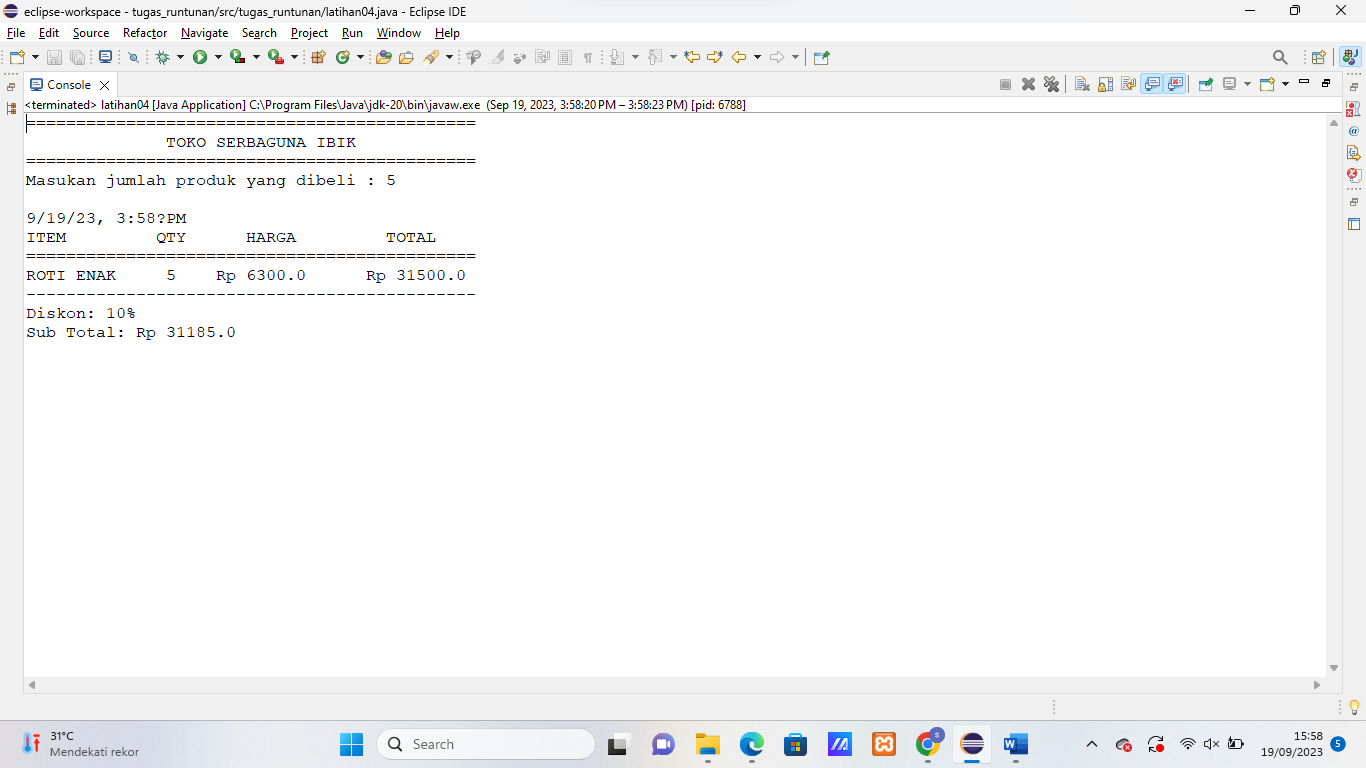 eclipse-workspace - tugas_runtunan/src/tugas_runtunan/latihan04.java - Eclipse IDE
File Edit Source Refactor Navigate Search Project Run Window Help
Console
<terminated> latihan04 [Java Application] C:\Program Files\Java\jdk-20\bin\javaw.exe (Sep 19, 2023, 3:58:20 PM – 3:58:23 PM) [pid: 6788]
=============================================
TOKO SERBAGUNA IBIK
=============================================
Masukan jumlah produk yang dibeli : 5
9/19/23, 3:58?PM
ITEM QTY HARGA TOTAL
=============================================
ROTI ENAK 5 Rp 6300.0 Rp 31500.0
---------------------------------------------
Diskon: 10%
Sub Total: Rp 31185.0
31°C
Mendekati rekor
Search
S
15:58
19/09/2023
5